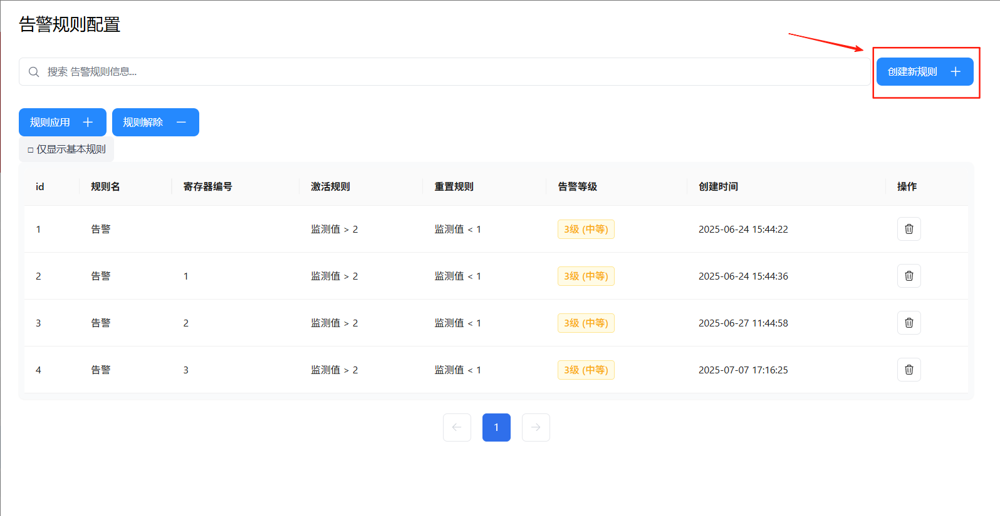 告警规则配置
搜索 告警规则信息...
创建新规则
规则应用
规则解除
仅显示基本规则
id 规则名 寄存器编号 激活规则 重置规则 告警等级 创建时间 操作
1 告警 监测值 > 2 监测值 < 1 3级 (中等) 2025-06-24 15:44:22
2 告警 1 监测值 > 2 监测值 < 1 3级 (中等) 2025-06-24 15:44:36
3 告警 2 监测值 > 2 监测值 < 1 3级 (中等) 2025-06-27 11:44:58
4 告警 3 监测值 > 2 监测值 < 1 3级 (中等) 2025-07-07 17:16:25
1